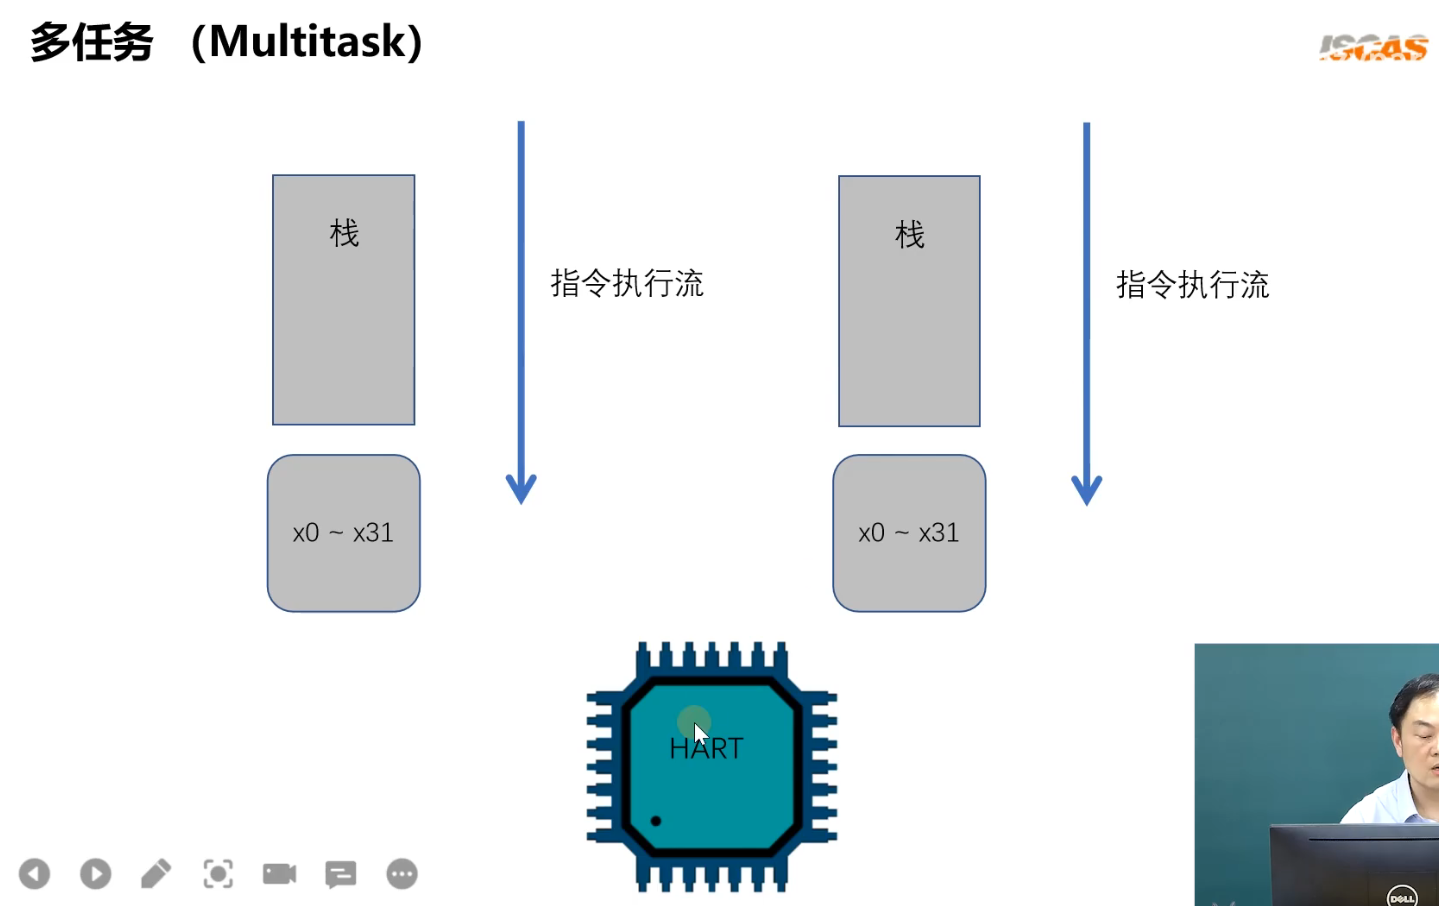 多任务 （Multitask）
ISCAS
栈
指令执行流
栈
指令执行流
x0 ~ x31
x0 ~ x31
HART
DELL